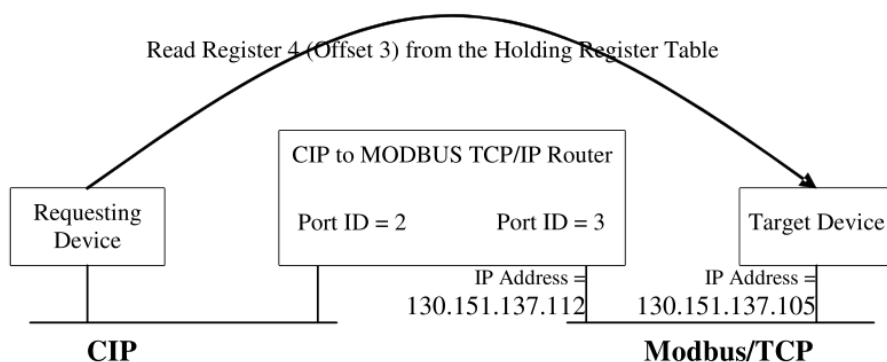 Read Register 4 (Offset 3) from the Holding Register Table
CIP to MODBUS TCP/IP Router
Requesting
Device
Port ID = 2
Port ID = 3
Target Device
IP Address =
130.151.137.112
IP Address =
130.151.137.105
CIP
Modbus/TCP